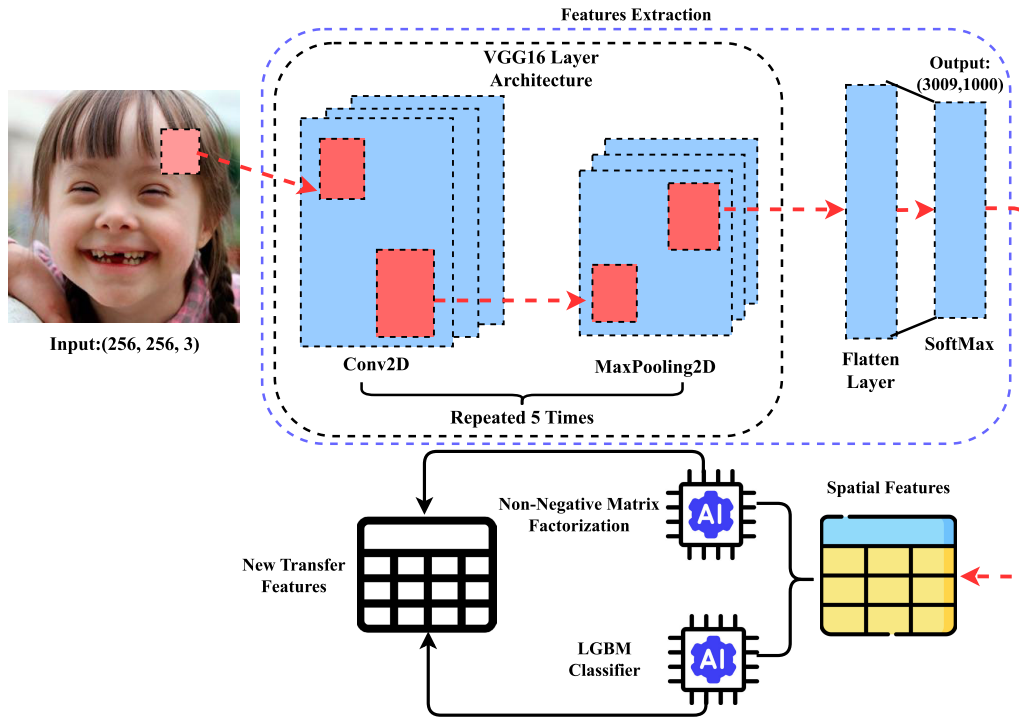 Features Extraction
VGG16 Layer
Architecture
Output:
(3009,1000)
Input:(256, 256, 3)
Conv2D
MaxPooling2D
Flatten
Layer
SoftMax
Repeated 5 Times
Non-Negative Matrix
Factorization
AI
Spatial Features
New Transfer
Features
LGBM
Classifier
AI